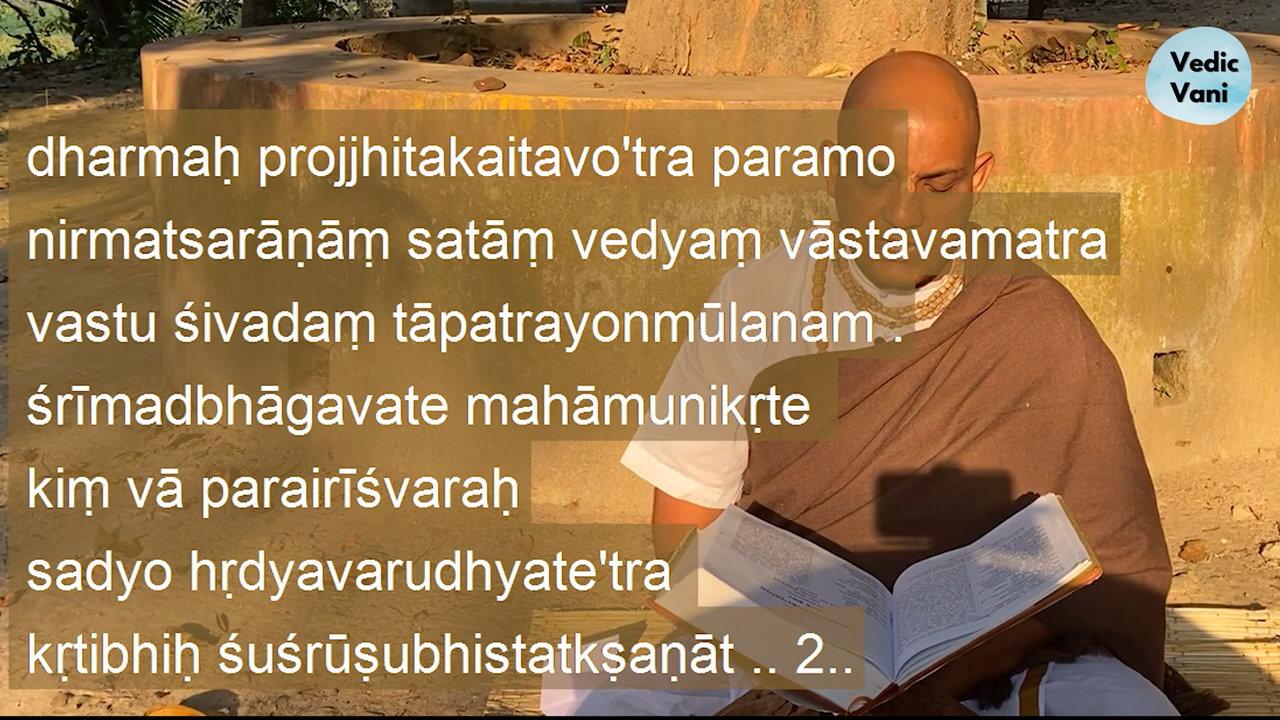 Vedic
Vani
dharmaḥ projjhitakaitavo'tra paramo
nirmatsarāṇāṃ satāṃ vedyaṃ vāstavamatra
vastu śivadaṃ tāpatrayonmūlanam .
śrīmadbhāgavate mahāmunikṛte
kiṃ vā parairīśvaraḥ
sadyo hṛdyavarudhyate'tra
kṛtibhiḥ śuśrūṣubhistatkṣaṇāt .. 2..